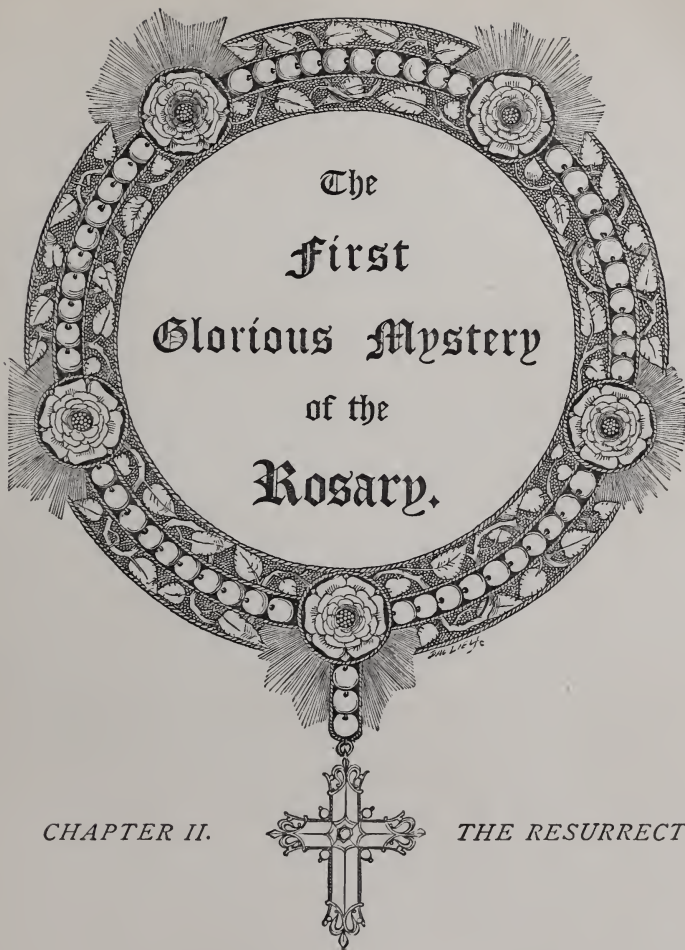 The
First
Glorious Mystery
of the
Rosary.
CHAPTER II. THE RESURRECT